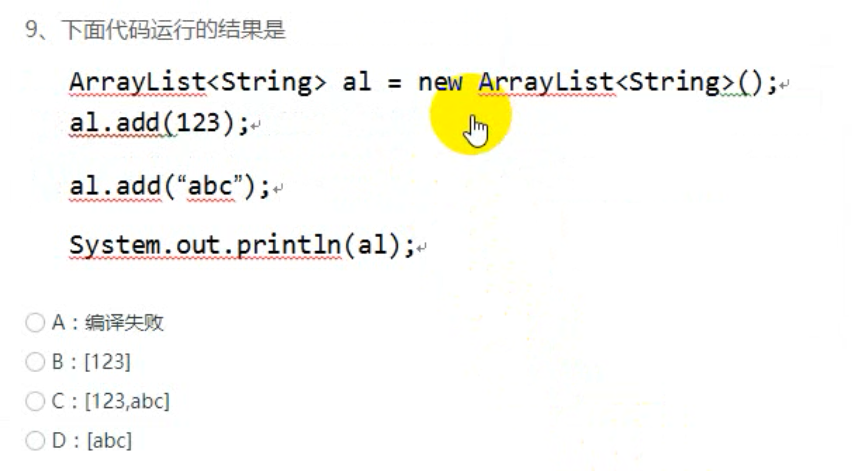 9、下面代码运行的结果是
ArrayList<String> al = new ArrayList<String>();
al.add(123);
al.add(“abc”);
System.out.println(al);
A：编译失败
B：[123]
C：[123,abc]
D：[abc]